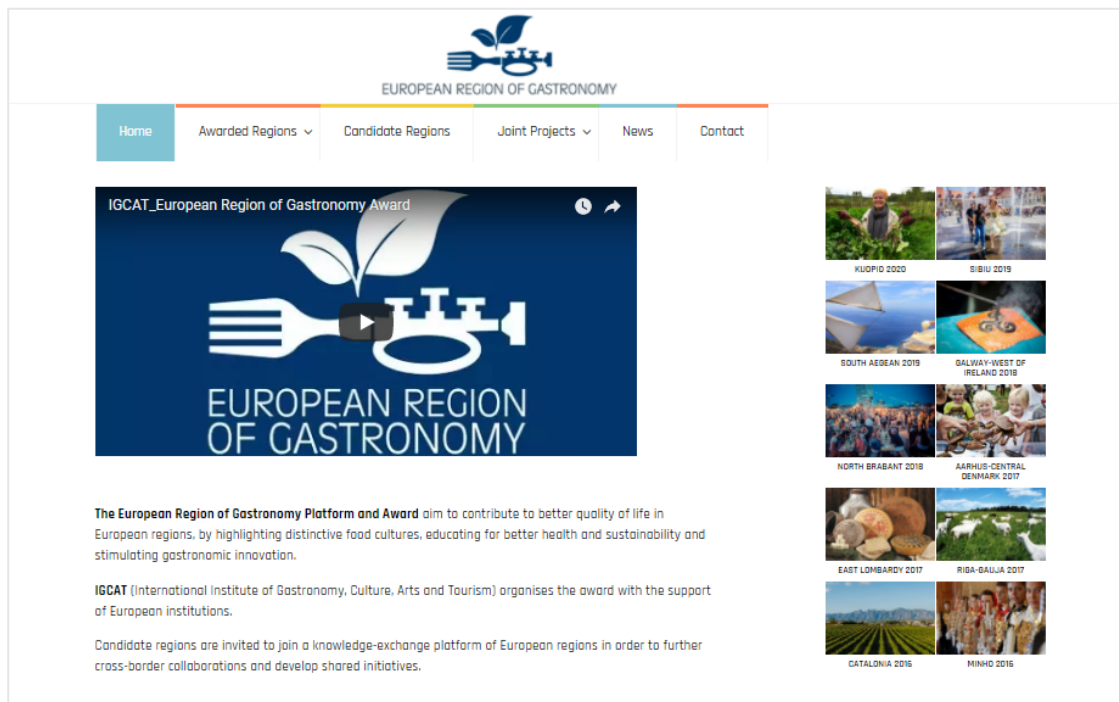 EUROPEAN REGION OF GASTRONOMY
Home
Awarded Regions
Candidate Regions
Joint Projects
News
Contact
IGCAT_European Region of Gastronomy Award
EUROPEAN REGION
OF GASTRONOMY
The European Region of Gastronomy Platform and Award aim to contribute to better quality of life in
European regions, by highlighting distinctive food cultures, educating for better health and sustainability and
stimulating gastronomic innovation.
IGCAT (International Institute of Gastronomy, Culture, Arts and Tourism) organises the award with the support
of European institutions.
Candidate regions are invited to join a knowledge-exchange platform of European regions in order to further
cross-border collaborations and develop shared initiatives.
KUOPIO 2020
SIBIU 2019
SOUTH AEGEAN 2019
GALWAY-WEST OF
IRELAND 2018
NORTH BRABANT 2018
AARHUS-CENTRAL
DENMARK 2017
EAST LOMBARDY 2017
RIGA-GAUJA 2017
CATALONIA 2016
MINHO 2016